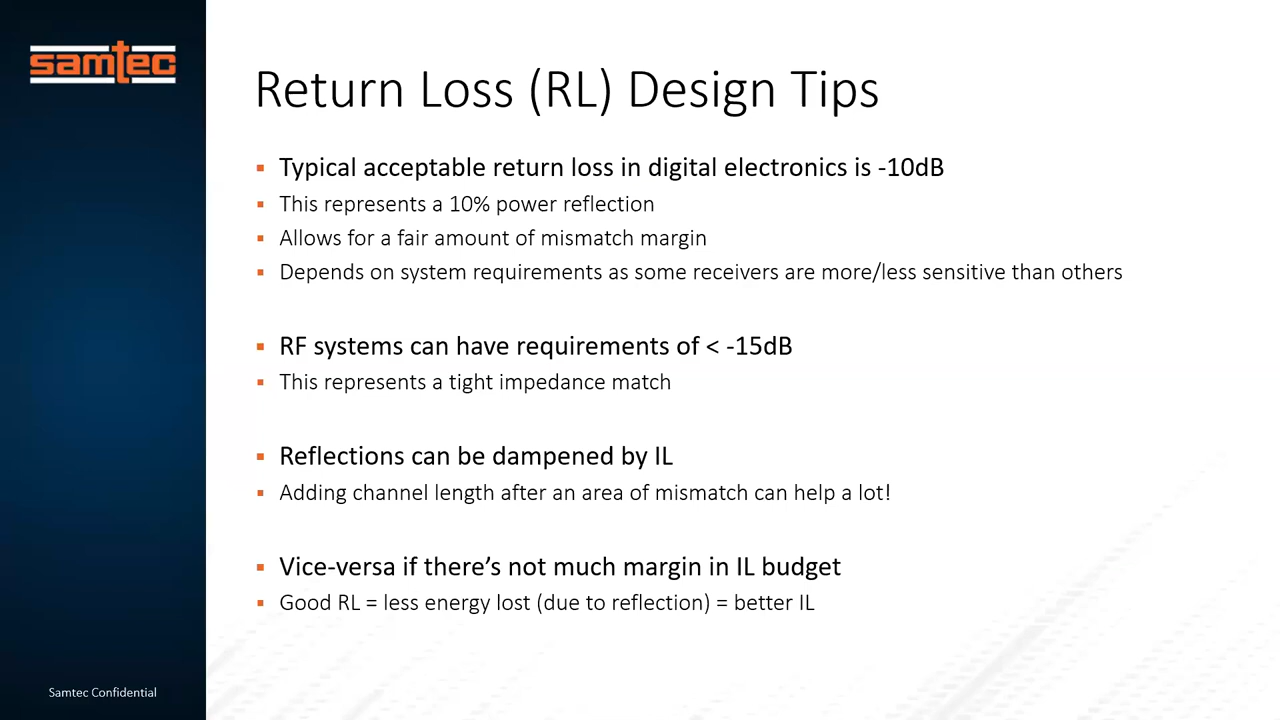 samtec
Return Loss (RL) Design Tips
▪ Typical acceptable return loss in digital electronics is -10dB
▪ This represents a 10% power reflection
▪ Allows for a fair amount of mismatch margin
▪ Depends on system requirements as some receivers are more/less sensitive than others
▪ RF systems can have requirements of < -15dB
▪ This represents a tight impedance match
▪ Reflections can be dampened by IL
▪ Adding channel length after an area of mismatch can help a lot!
▪ Vice-versa if there’s not much margin in IL budget
▪ Good RL = less energy lost (due to reflection) = better IL
Samtec Confidential